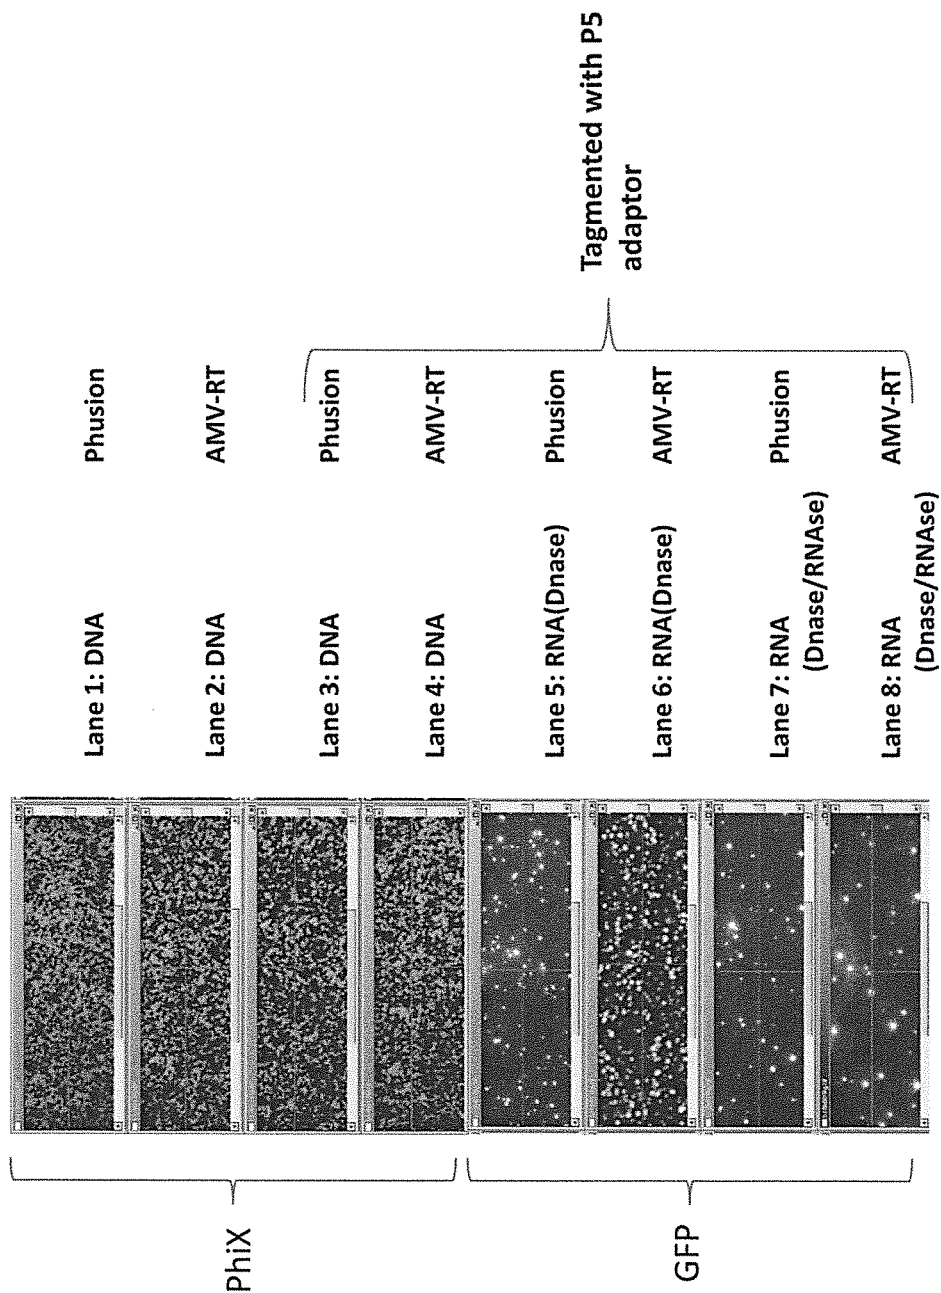 PhiX
GFP
Lane 1: DNA Phusion
Lane 2: DNA AMV-RT
Lane 3: DNA Phusion
Lane 4: DNA AMV-RT
Lane 5: RNA(Dnase) Phusion
Lane 6: RNA(Dnase) AMV-RT
Lane 7: RNA Phusion
(Dnase/RNAse)
Lane 8: RNA AMV-RT
(Dnase/RNAse)
Tagmented with P5
adaptor